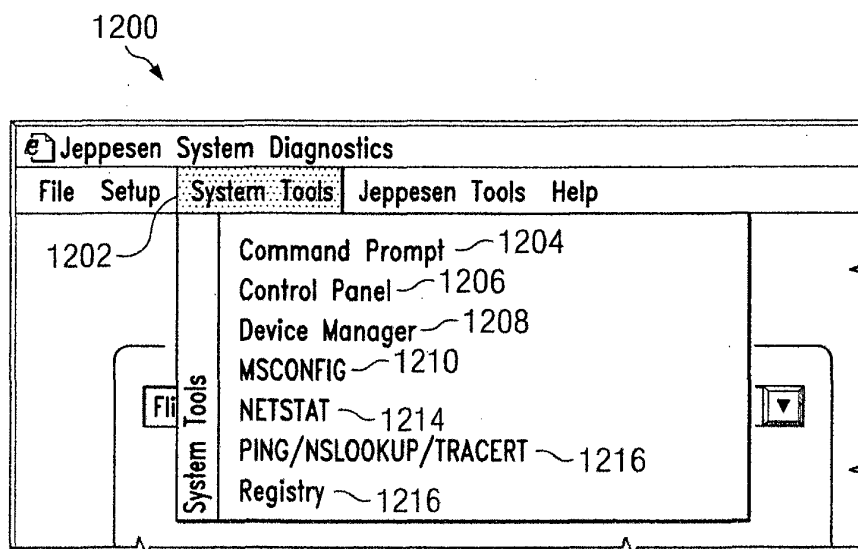 1200
Jeppesen System Diagnostics
File Setup System Tools Jeppesen Tools Help
1202
Command Prompt 1204
Control Panel 1206
Device Manager 1208
MSCONFIG 1210
Fli
NETSTAT 1214
PING/NSLOOKUP/TRACERT 1216
Registry 1216
System Tools